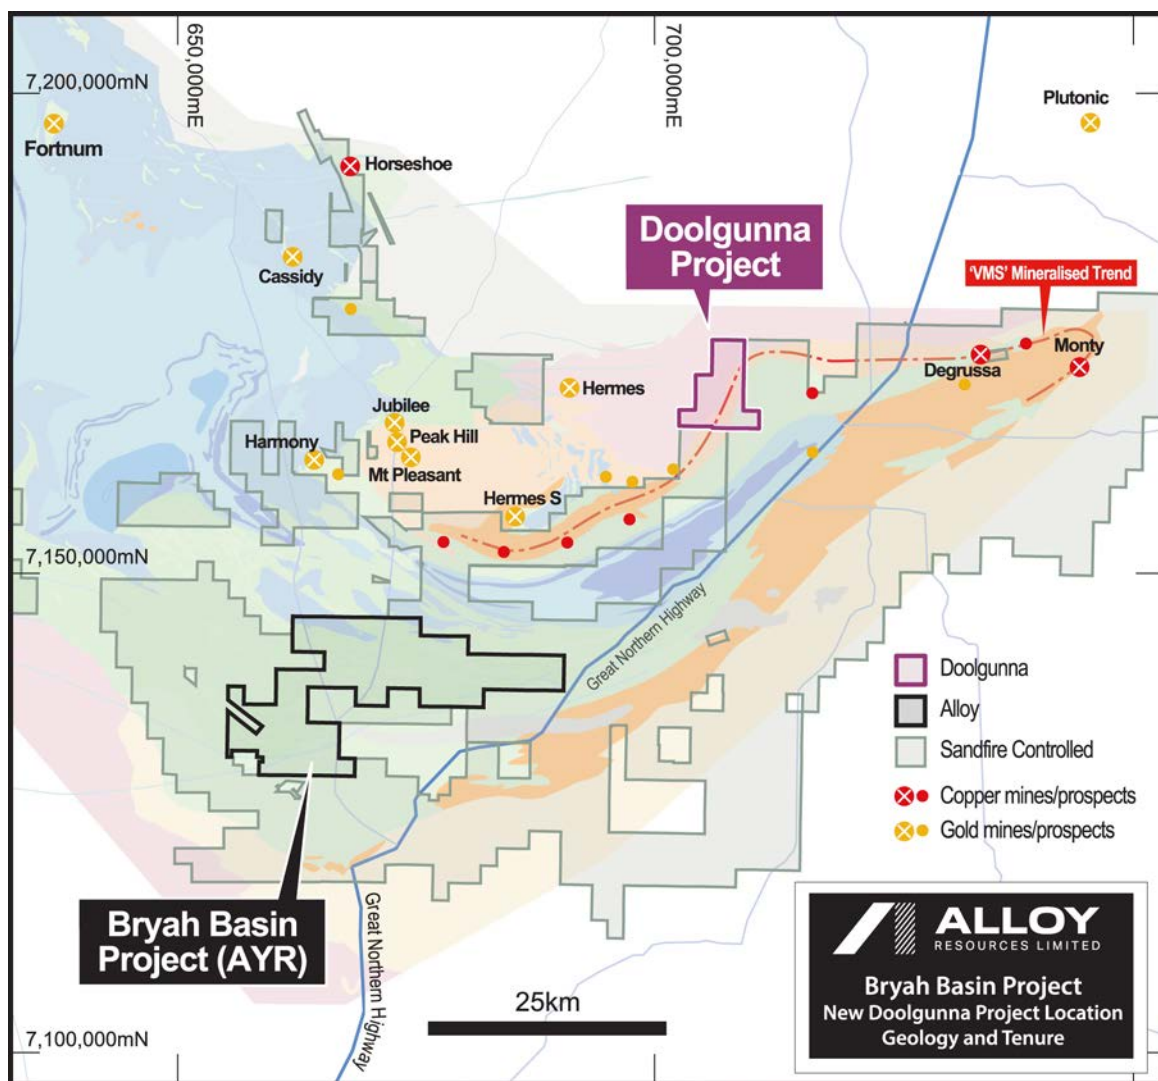 650,000mE
700,000mE
7,200,000mN
Plutonic
Fortnum
Horseshoe
Doolgunna
Project
Cassidy
'VMS' Mineralised Trend
Monty
Degrussa
Hermes
Jubilee
Peak Hill
Harmony
Mt Pleasant
Hermes S
7,150,000mN
Great Northern Highway
Doolgunna
Alloy
Sandfire Controlled
Copper mines/prospects
Gold mines/prospects
Bryah Basin
Project (AYR)
Great Northern Highway
25km
7,100,000mN
ALLOY
RESOURCES LIMITED
Bryah Basin Project
New Doolgunna Project Location
Geology and Tenure